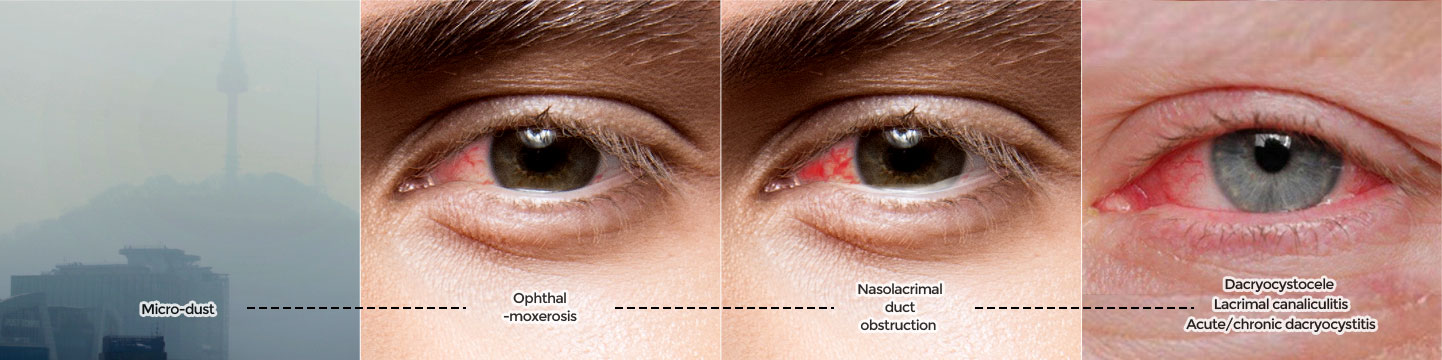 Micro-dust
Ophthal
-moxerosis
Nasolacrimal
duct
obstruction
Dacryocystocele
Lacrimal canaliculitis
Acute/chronic dacryocystitis